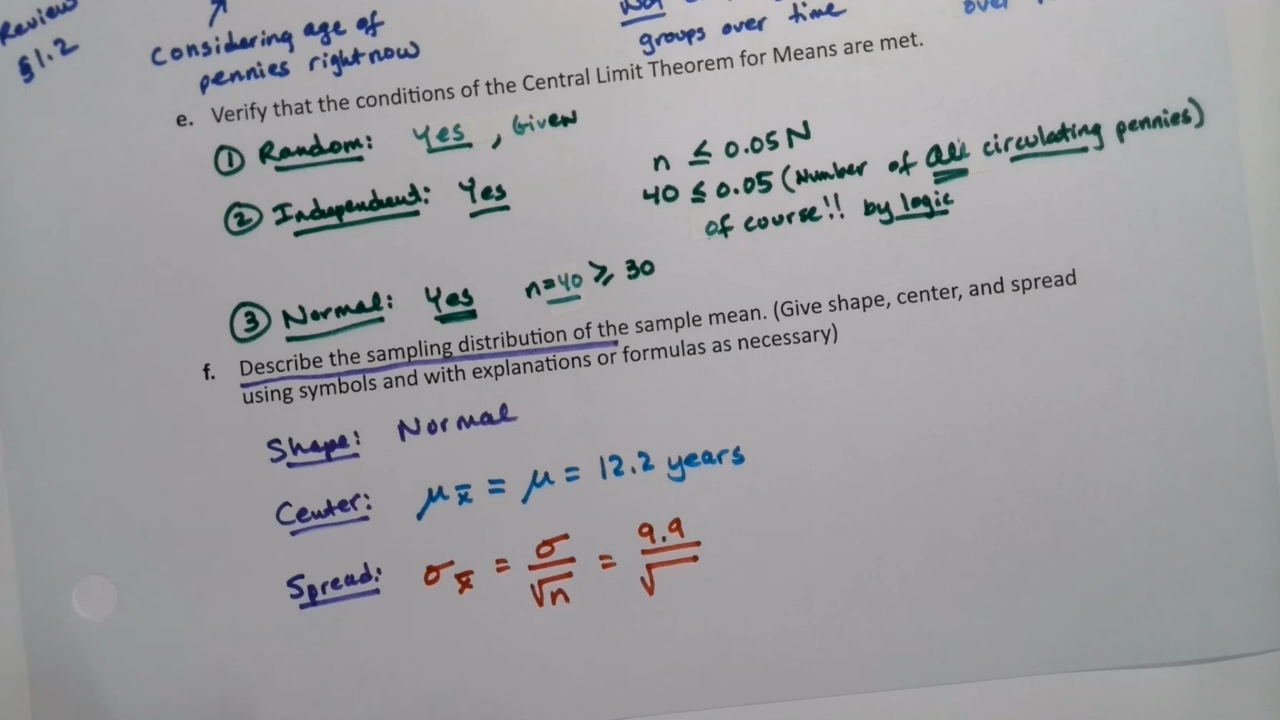 Review
§1.2
Considering age of
pennies right now
Not
groups over time
over
e. Verify that the conditions of the Central Limit Theorem for Means are met.
① Random: Yes, Given
② Independent: Yes
n ≤ 0.05N
40 ≤ 0.05 (Number of all circulating pennies)
of course!! by logic
③ Normal: Yes n=40 ≥ 30
f. Describe the sampling distribution of the sample mean. (Give shape, center, and spread
using symbols and with explanations or formulas as necessary)
Shape: Normal
Center: μx̄ = μ = 12.2 years
Spread: σx̄ = σ/√n = 9.9/√